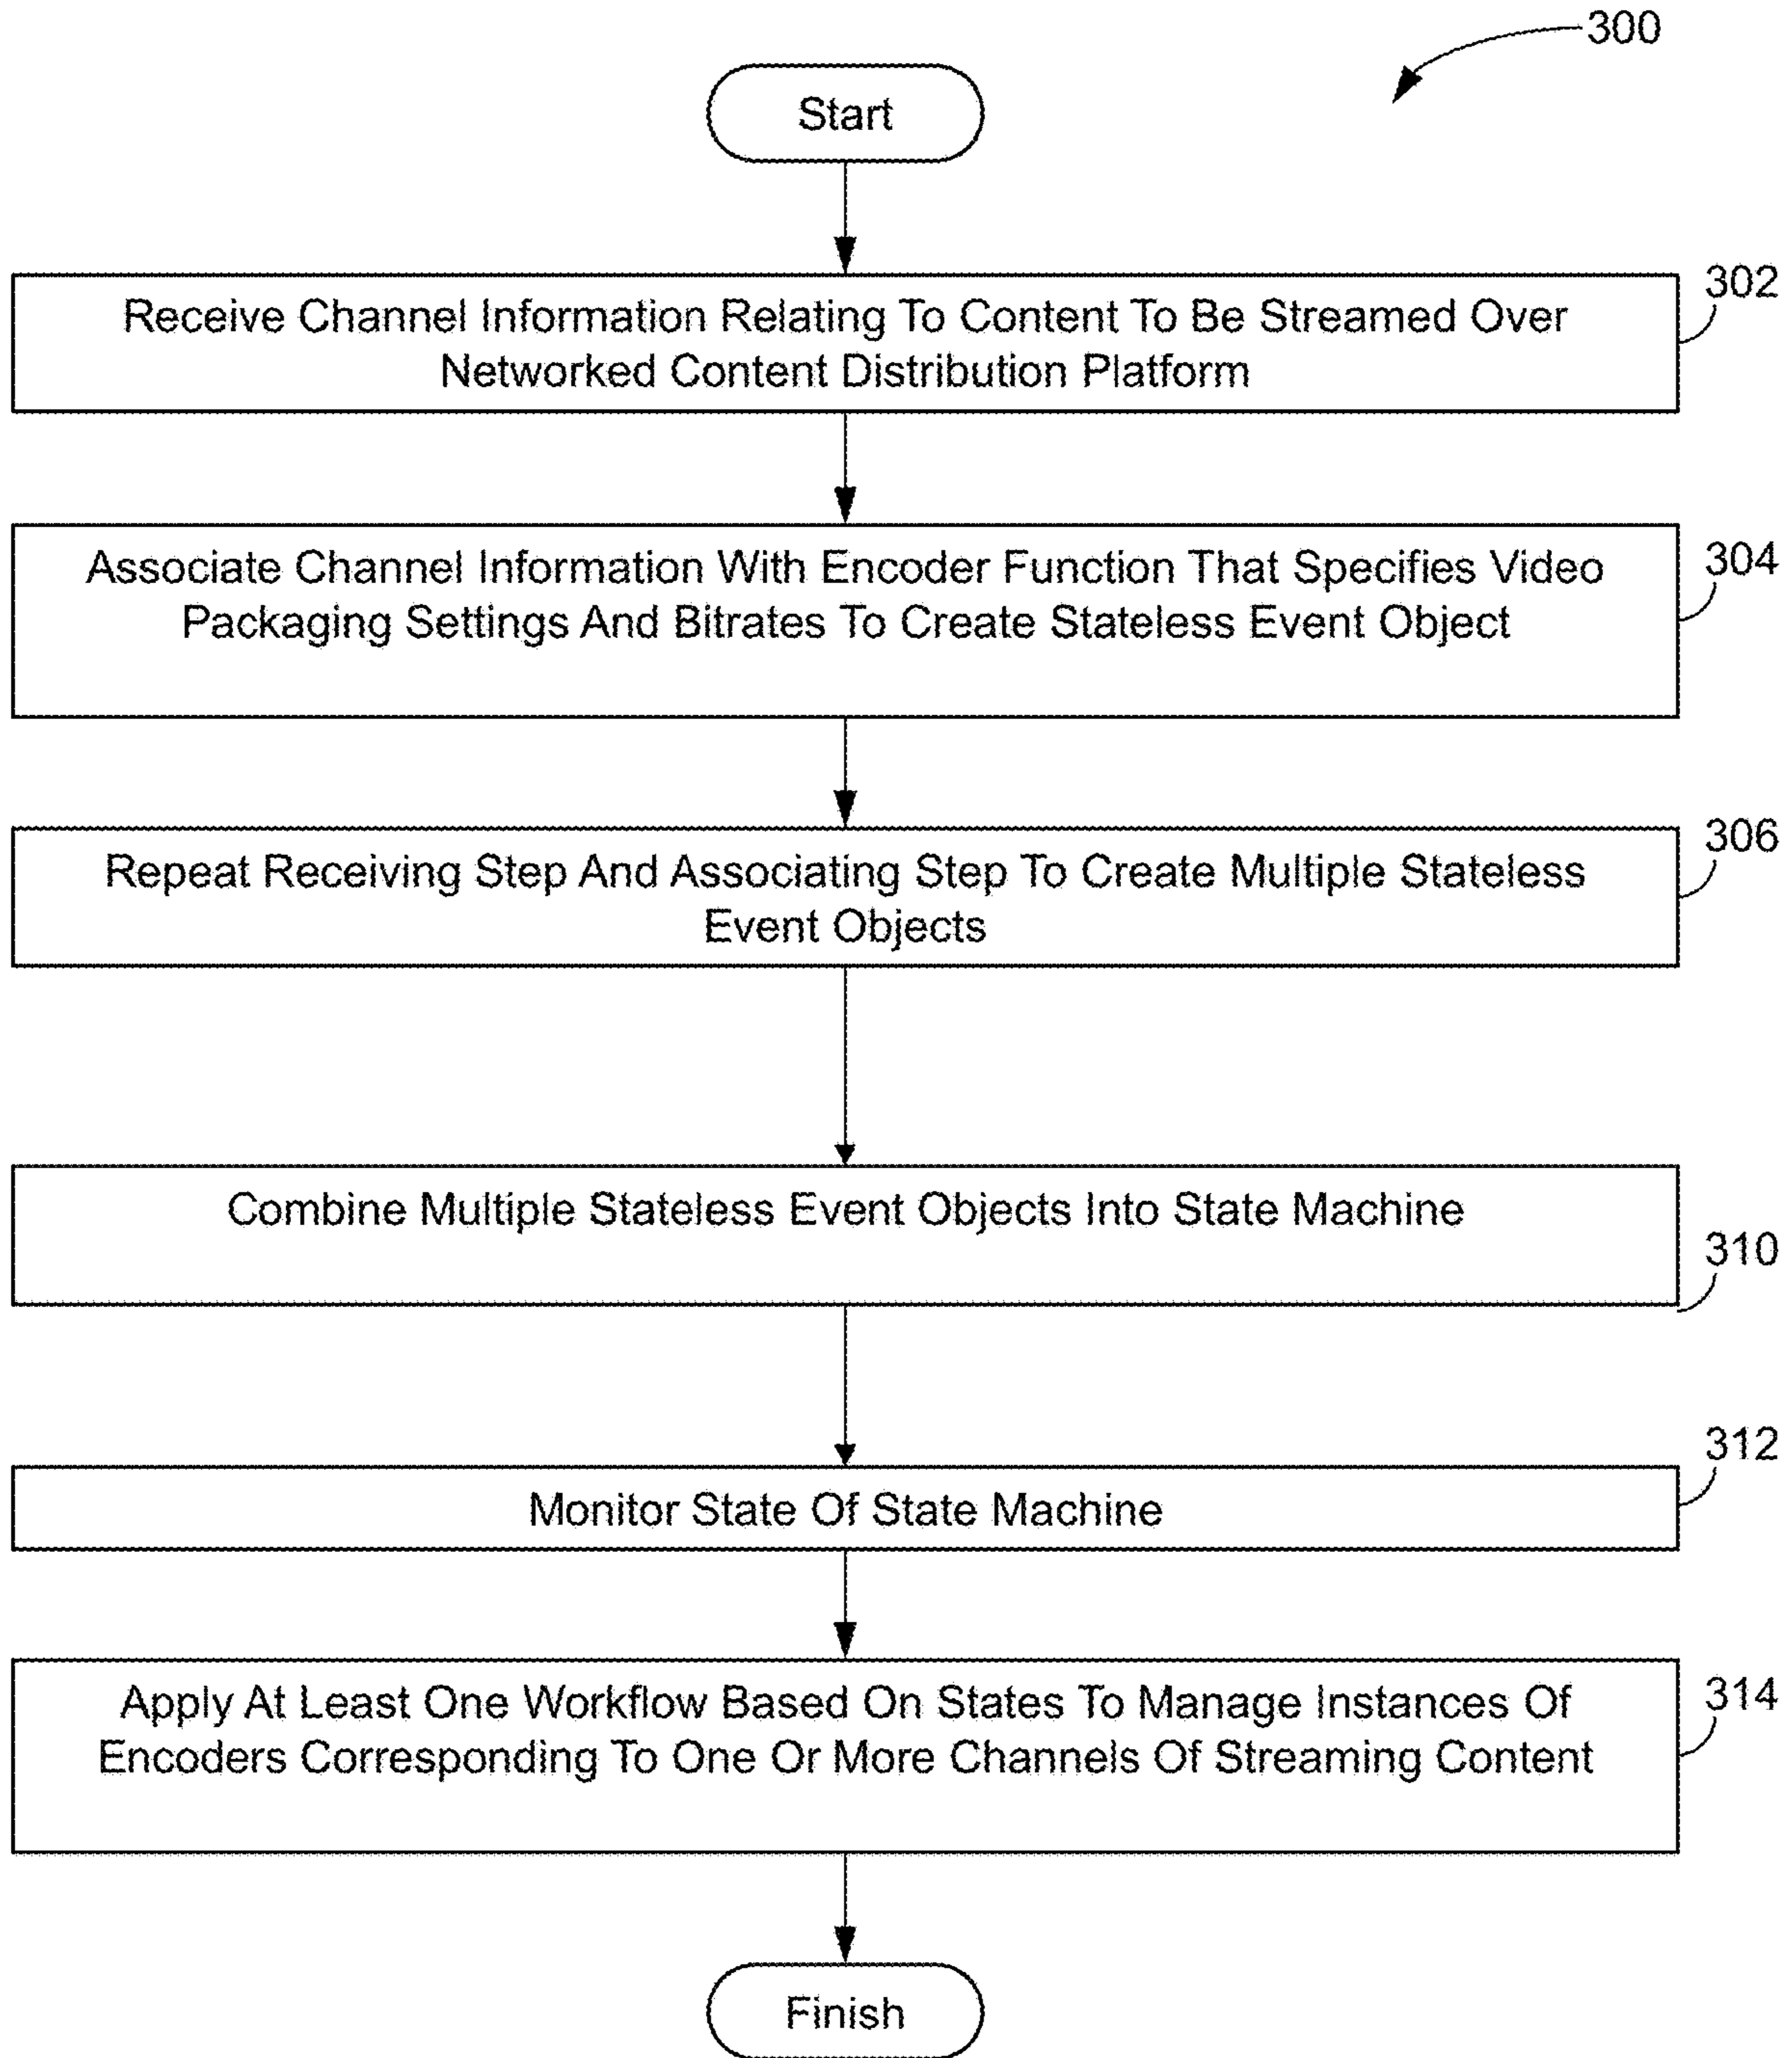 300
Start
302
Receive Channel Information Relating To Content To Be Streamed Over
Networked Content Distribution Platform
304
Associate Channel Information With Encoder Function That Specifies Video
Packaging Settings And Bitrates To Create Stateless Event Object
306
Repeat Receiving Step And Associating Step To Create Multiple Stateless
Event Objects
Combine Multiple Stateless Event Objects Into State Machine
310
312
Monitor State Of State Machine
314
Apply At Least One Workflow Based On States To Manage Instances Of
Encoders Corresponding To One Or More Channels Of Streaming Content
Finish